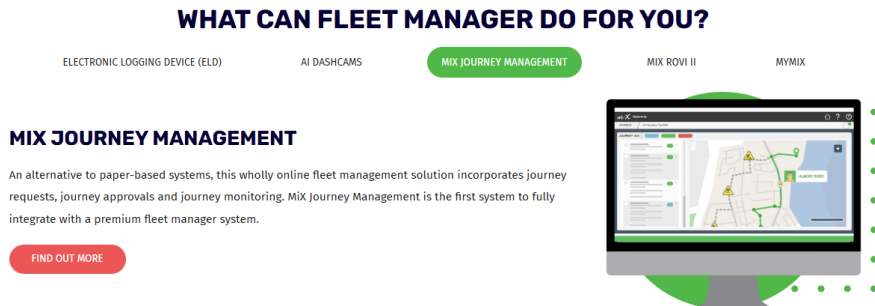 WHAT CAN FLEET MANAGER DO FOR YOU?
ELECTRONIC LOGGING DEVICE (ELD) AI DASHCAMS MIX JOURNEY MANAGEMENT MIX ROVI II MYMIX
MIX JOURNEY MANAGEMENT
An alternative to paper-based systems, this wholly online fleet management solution incorporates journey
requests, journey approvals and journey monitoring. MiX Journey Management is the first system to fully
integrate with a premium fleet manager system.
FIND OUT MORE